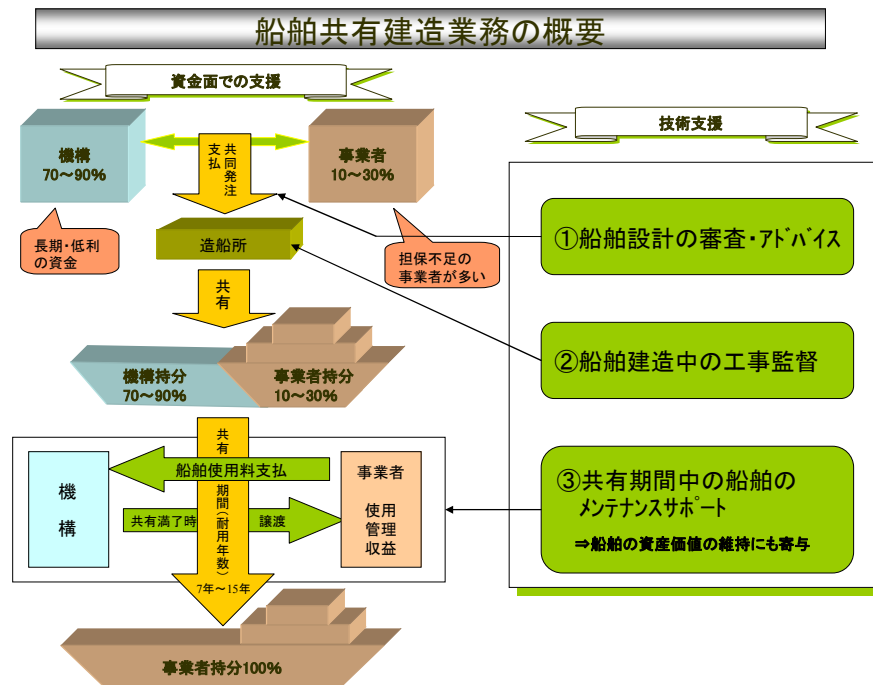 船舶共有建造業務の概要
資金面での支援
技術支援
機構
70～90%
共同発注
支払
事業者
10～30%
長期・低利
の資金
造船所
担保不足の
事業者が多い
共有
機構持分
70～90%
事業者持分
10～30%
共有
期間(耐用年数)
7年～15年
機
構
船舶使用料支払
共有満了時
譲渡
事業者
使用
管理
収益
事業者持分100%
①船舶設計の審査・ｱﾄﾞﾊﾞｲｽ
②船舶建造中の工事監督
③共有期間中の船舶の
ﾒﾝﾃﾅﾝｽｻﾎﾟｰﾄ
⇒船舶の資産価値の維持にも寄与